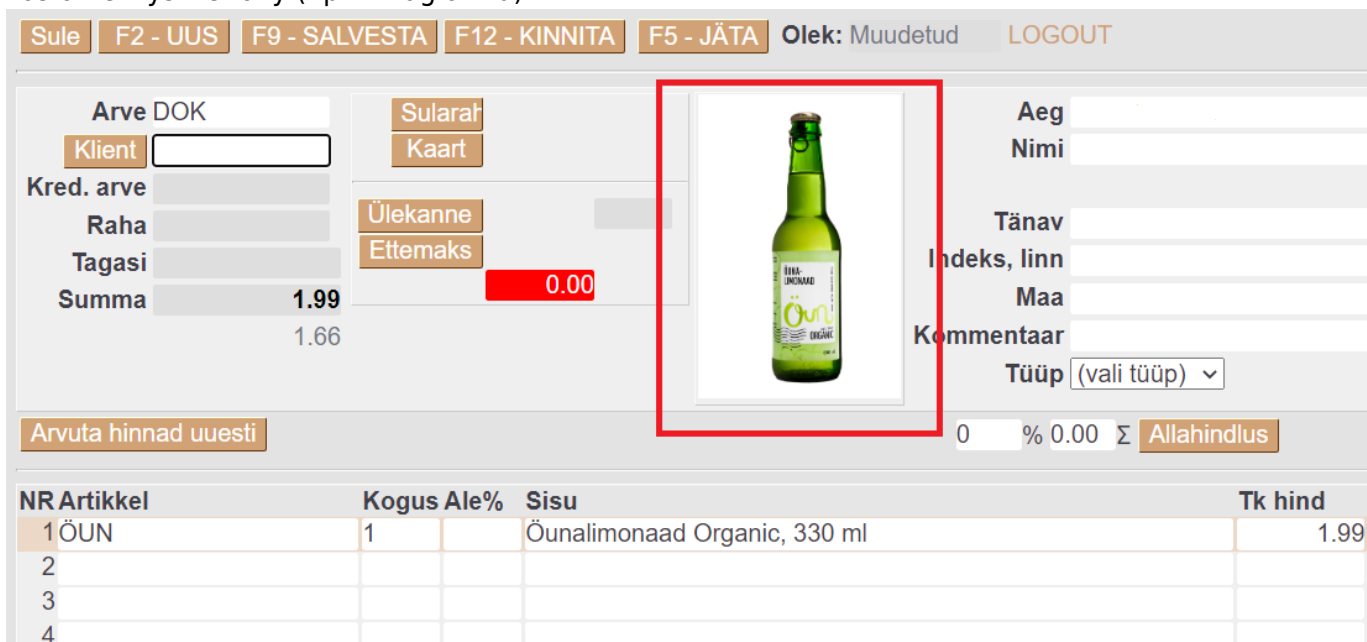 Sule F2 - UUS F9 - SALVESTA F12 - KINNITA F5 - JÄTA Olek: Muudetud LOGOUT
Arve DOK Sularah Aeg
Klient Kaart Nimi
Kred. arve
Raha Ülekanne Tänav
Tagasi Ettemaks Indeks, linn
Summa 1.99 0.00 Maa
1.66 Kommentaar
Tüüp (vali tüüp)
ÕUNA-
LIMONAAD
Õun
ORGANIC
Arvuta hinnad uuesti 0 % 0.00 Σ Allahindlus
NR Artikkel Kogus Ale% Sisu Tk hind
1 ÕUN 1 Õunalimonaad Organic, 330 ml 1.99
2
3
4